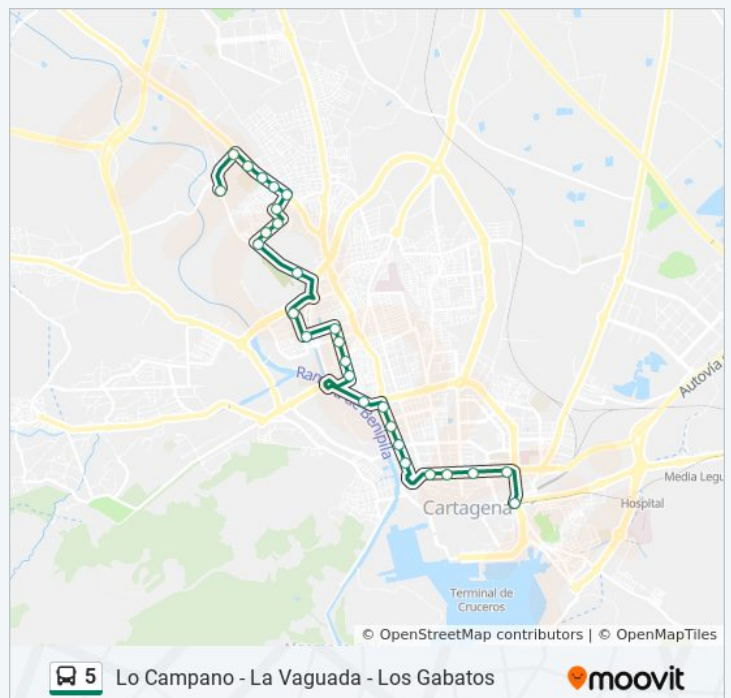 Rambla de Benipila
Autovía
Media Legu
Hospital
Cartagena
Terminal de
Cruceros
© OpenStreetMap contributors | © OpenMapTiles
5 Lo Campano - La Vaguada - Los Gabatos
moovit